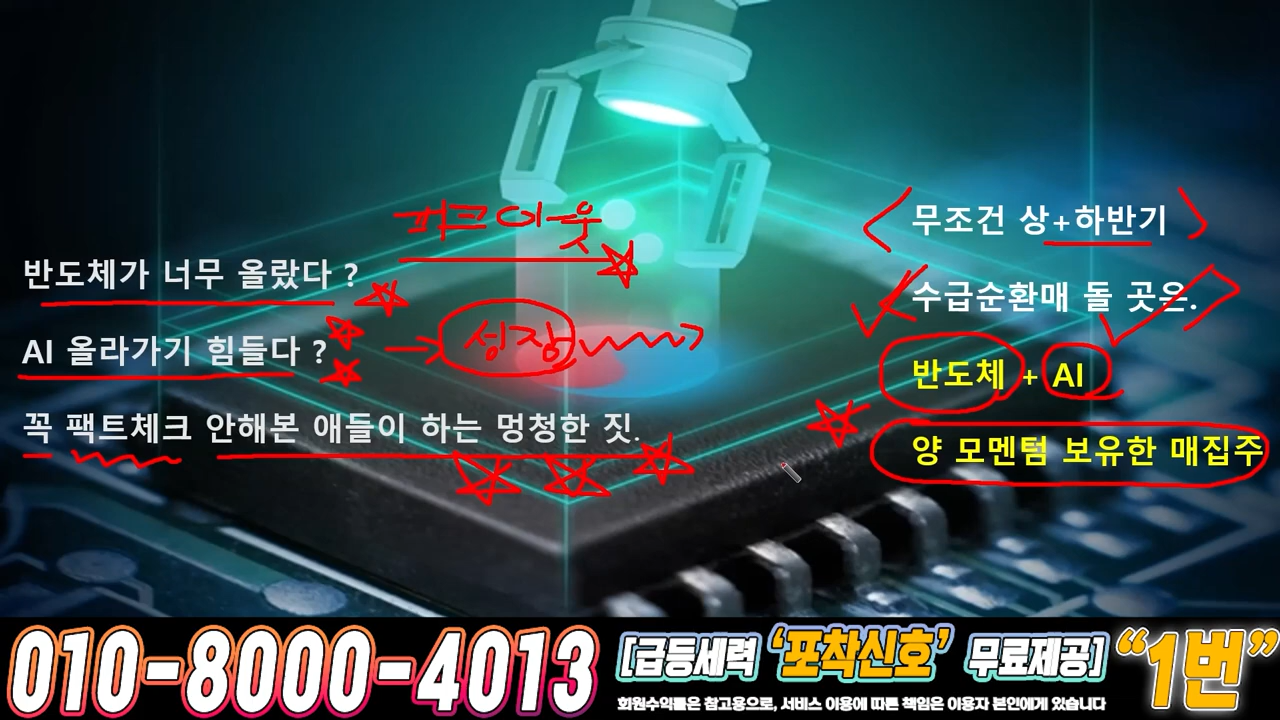 피크아웃
반도체가 너무 올랐다 ?
AI 올라가기 힘들다 ?
성장
꼭 팩트체크 안해본 애들이 하는 멍청한 짓.
무조건 상+하반기
수급순환매 돌 곳은.
반도체 + AI
양 모멘텀 보유한 매집주
010-8000-4013
[급등세력 ‘포착신호’ 무료제공] “1번”
회원수익률은 참고용으로, 서비스 이용에 따른 책임은 이용자 본인에게 있습니다